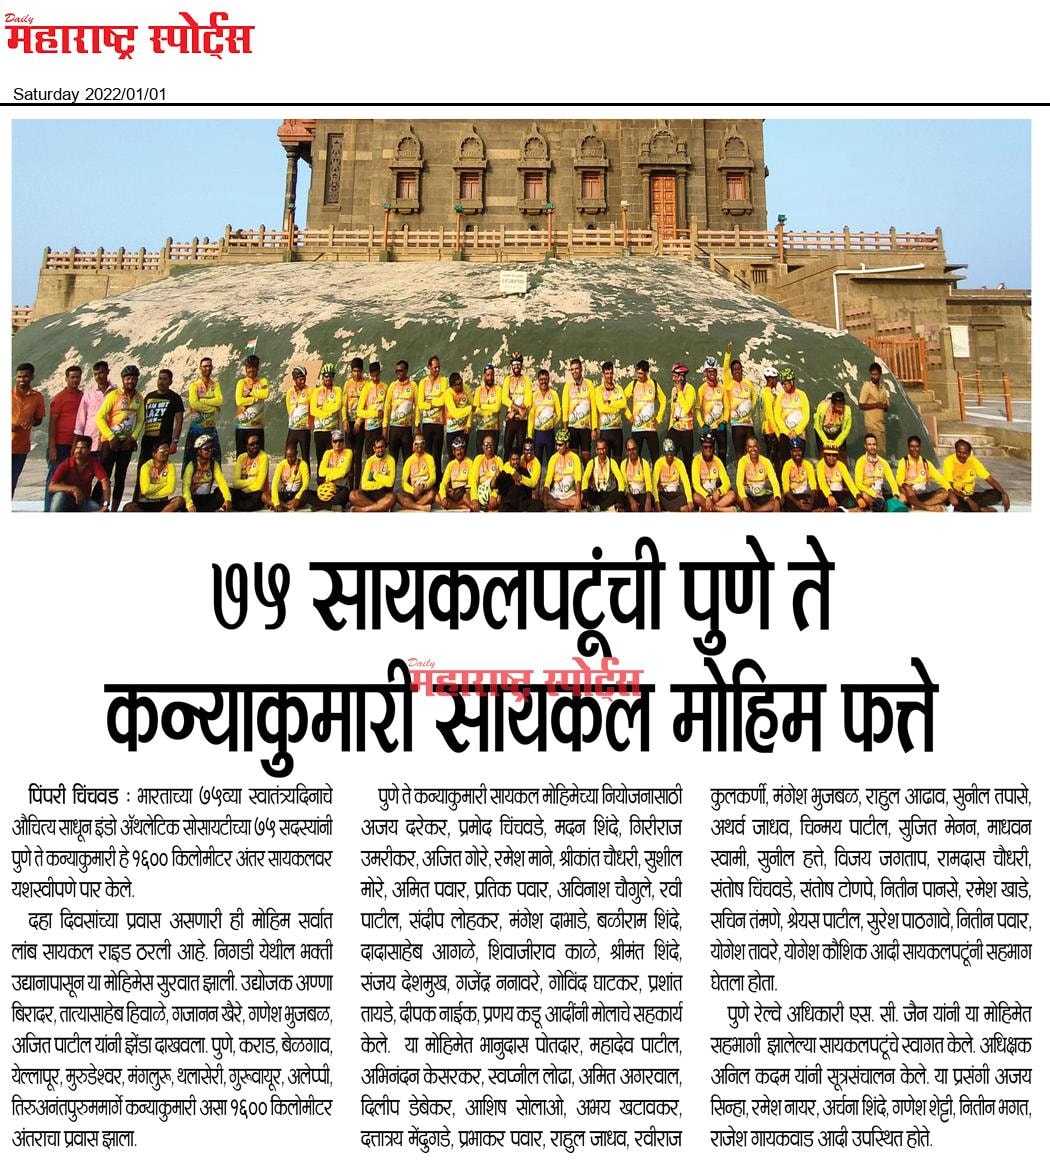 Daily
महाराष्ट्र स्पोर्ट्स
Saturday 2022/01/01
७५ सायकलपटूंची पुणे ते
Daily
महाराष्ट्र स्पोर्ट्स
कन्याकुमारी सायकल मोहिम फत्ते
पिंपरी चिंचवड : भारताच्या ७५व्या स्वातंत्र्यदिनाचे
औचित्य साधून इंडो अ‍ॅथलेटिक सोसायटीच्या ७५ सदस्यांनी
पुणे ते कन्याकुमारी हे १६०० किलोमीटर अंतर सायकलवर
यशस्वीपणे पार केले.
दहा दिवसांच्या प्रवास असणारी ही मोहिम सर्वात
लांब सायकल राइड ठरली आहे. निगडी येथील भक्ती
उद्यानापासून या मोहिमेस सुरवात झाली. उद्योजक अण्णा
बिरादर, तात्यासाहेब हिवाळे, गजानन खैरे, गणेश भुजबळ,
अजित पाटील यांनी झेंडा दाखवला. पुणे, कराड, बेळगाव,
येल्लापूर, मुरुडेश्वर, मंगलुरू, थलासेरी, गुरूवायूर, अलेप्पी,
तिरुअनंतपुरुममार्गे कन्याकुमारी असा १६०० किलोमीटर
अंतराचा प्रवास झाला.
पुणे ते कन्याकुमारी सायकल मोहिमेच्या नियोजनासाठी
अजय दरेकर, प्रमोद चिंचवडे, मदन शिंदे, गिरीराज
उमरीकर, अजित गोरे, रमेश माने, श्रीकांत चौधरी, सुशील
मोरे, अमित पवार, प्रतिक पवार, अविनाश चौगुले, रवी
पाटील, संदीप लोहकर, मंगेश दाभाडे, बळीराम शिंदे,
दादासाहेब आगळे, शिवाजीराव काळे, श्रीमंत शिंदे,
संजय देशमुख, गजेंद्र ननावरे, गोविंद घाटकर, प्रशांत
तायडे, दीपक नाईक, प्रणय कडू आदींनी मोलाचे सहकार्य
केले. या मोहिमेत भानुदास पोतदार, महादेव पाटील,
अभिनंदन केसरकर, स्वप्नील लोढा, अमित अगरवाल,
दिलीप डेबेकर, आशिष सोलाओ, अभय खटावकर,
दत्तात्रय मेंदुगडे, प्रभाकर पवार, राहुल जाधव, रवीराज
कुलकर्णी, मंगेश भुजबळ, राहुल आढाव, सुनील तपासे,
अथर्व जाधव, चिन्मय पाटील, सुजित मेनन, माधवन
स्वामी, सुनील हत्ते, विजय जगताप, रामदास चौधरी,
संतोष चिंचवडे, संतोष टोणपे, नितीन पानसे, रमेश खाडे,
सचिन तंमणे, श्रेयस पाटील, सुरेश पाठगावे, नितीन पवार,
योगेश तावरे, योगेश कौशिक आदी सायकलपटूंनी सहभाग
घेतला होता.
पुणे रेल्वे अधिकारी एस. सी. जैन यांनी या मोहिमेत
सहभागी झालेल्या सायकलपटूंचे स्वागत केले. अधिक्षक
अनिल कदम यांनी सूत्रसंचालन केले. या प्रसंगी अजय
सिन्हा, रमेश नायर, अर्चना शिंदे, गणेश शेट्टी, नितीन भगत,
राजेश गायकवाड आदी उपस्थित होते.